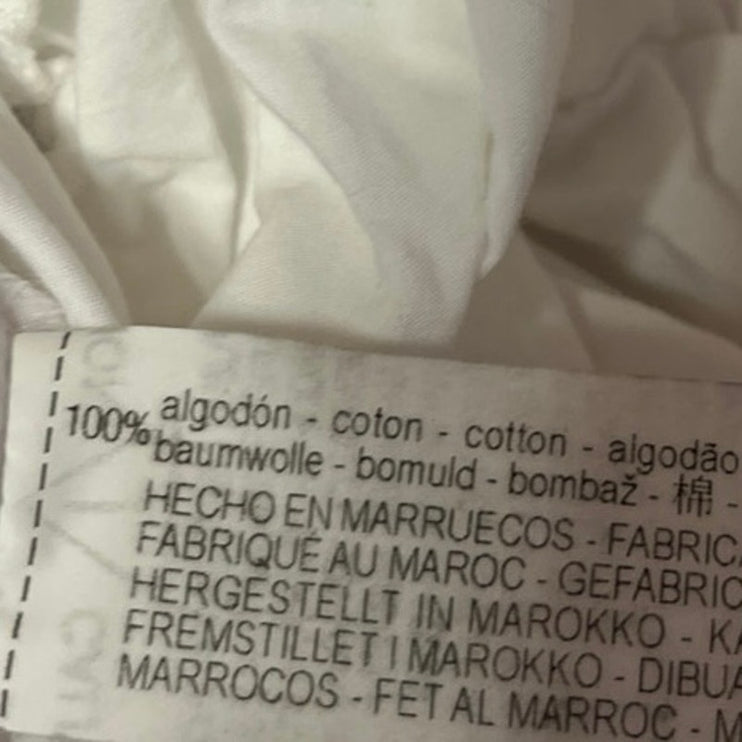 100% algodón - coton - cotton - algodão
baumwolle - bomuld - bombaž - 棉 -
HECHO EN MARRUECOS - FABRIC
FABRIQUÉ AU MAROC - GEFABRIC
HERGESTELLT IN MAROKKO - KA
FREMSTILLET I MAROKKO - DIBUA
MARROCOS - FET AL MARROC - M